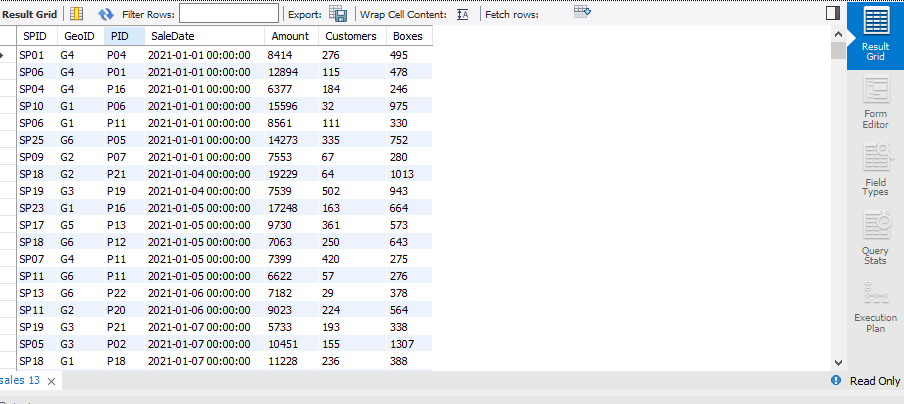 Result Grid Filter Rows: Export: Wrap Cell Content: Fetch rows:
SPID GeoID PID SaleDate Amount Customers Boxes
SP01 G4 P04 2021-01-01 00:00:00 8414 276 495
SP06 G4 P01 2021-01-01 00:00:00 12894 115 478
SP04 G4 P16 2021-01-01 00:00:00 6377 184 246
SP10 G1 P06 2021-01-01 00:00:00 15596 32 975
SP06 G1 P11 2021-01-01 00:00:00 8561 111 330
SP25 G6 P05 2021-01-01 00:00:00 14273 335 752
SP09 G2 P07 2021-01-01 00:00:00 7553 67 280
SP18 G2 P21 2021-01-04 00:00:00 19229 64 1013
SP19 G3 P19 2021-01-04 00:00:00 7539 502 943
SP23 G1 P16 2021-01-05 00:00:00 17248 163 664
SP17 G5 P13 2021-01-05 00:00:00 9730 361 573
SP18 G6 P12 2021-01-05 00:00:00 7063 250 643
SP07 G4 P11 2021-01-05 00:00:00 7399 420 275
SP11 G6 P11 2021-01-05 00:00:00 6622 57 276
SP13 G6 P22 2021-01-06 00:00:00 7182 29 378
SP11 G2 P20 2021-01-06 00:00:00 9023 224 564
SP19 G3 P21 2021-01-07 00:00:00 5733 193 338
SP05 G3 P02 2021-01-07 00:00:00 10451 155 1307
SP18 G1 P18 2021-01-07 00:00:00 11228 236 388
Result
Grid
Form
Editor
Field
Types
Query
Stats
Execution
Plan
sales 13 Read Only